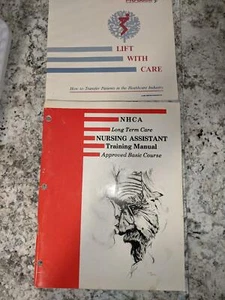 LIFT
WITH
CARE
How to Transfer Patients in the Healthcare Industry
NHCA
Long Term Care
NURSING ASSISTANT
Training Manual
Approved Basic Course